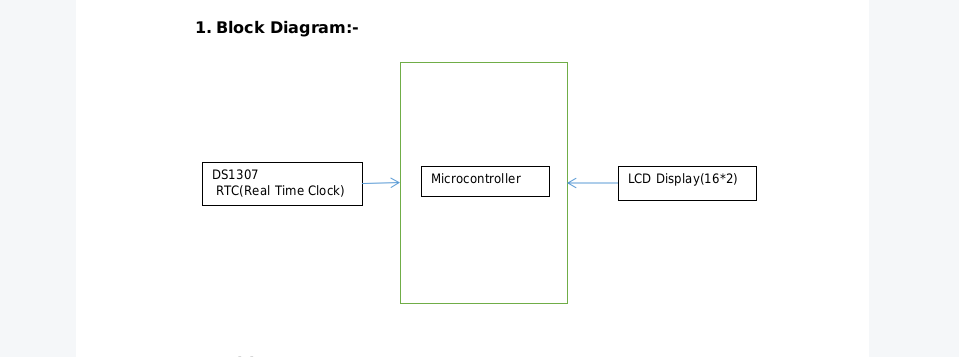 1. Block Diagram:-
DS1307
RTC(Real Time Clock)
Microcontroller
LCD Display(16*2)